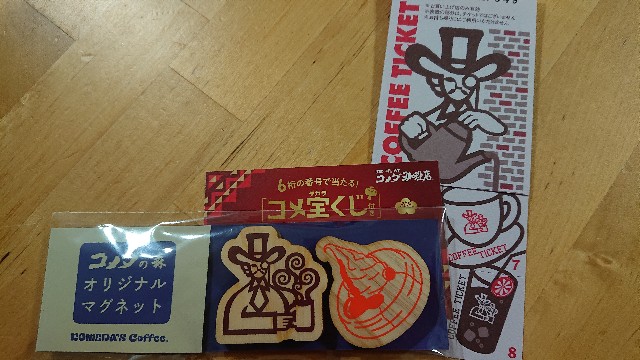 COFFEE TICKET
6桁の番号で当たる!
タカラ
コメ宝くじ付き
コメダ珈琲店
コメダの森
オリジナル
マグネット
KOMEDA'S Coffee.
COFFEE TICKET
7
COFFEE TICKET
8